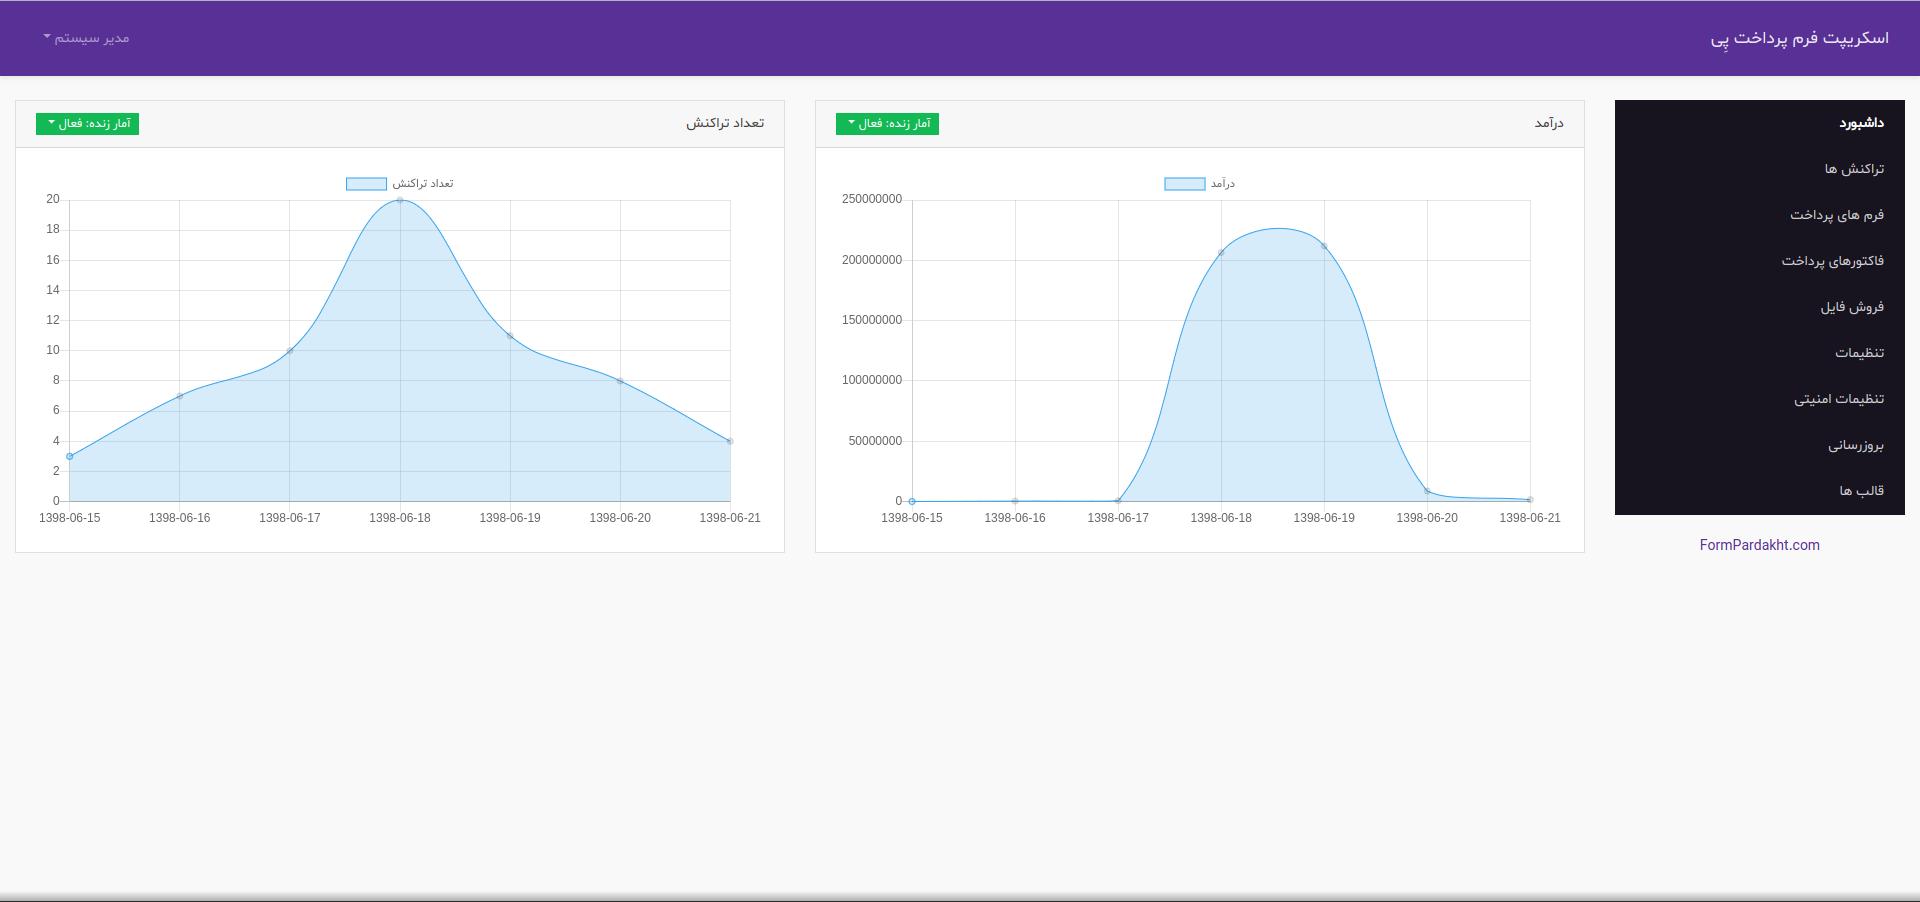 اسکریپت فرم پرداخت پِی
مدیر سیستم
داشبورد
تراکنش ها
فرم های پرداخت
فاکتورهای پرداخت
فروش فایل
تنظیمات
تنظیمات امنیتی
بروزرسانی
قالب ها
FormPardakht.com
درآمد
آمار زنده: فعال
درآمد
250000000
200000000
150000000
100000000
50000000
0
1398-06-15 1398-06-16 1398-06-17 1398-06-18 1398-06-19 1398-06-20 1398-06-21
تعداد تراکنش
آمار زنده: فعال
تعداد تراکنش
20
18
16
14
12
10
8
6
4
2
0
1398-06-15 1398-06-16 1398-06-17 1398-06-18 1398-06-19 1398-06-20 1398-06-21